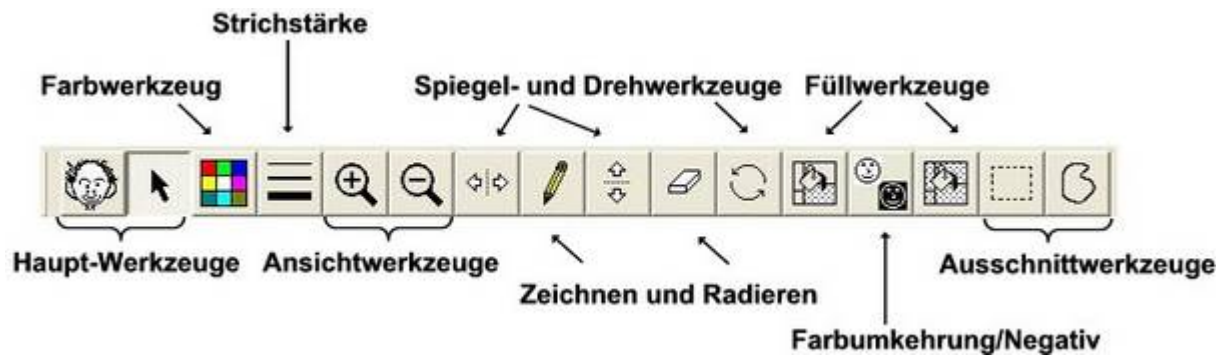 Strichstärke
Farbwerkzeug
Spiegel- und Drehwerkzeuge
Füllwerkzeuge
Haupt-Werkzeuge
Ansichtwerkzeuge
Zeichnen und Radieren
Ausschnittwerkzeuge
Farbumkehrung/Negativ